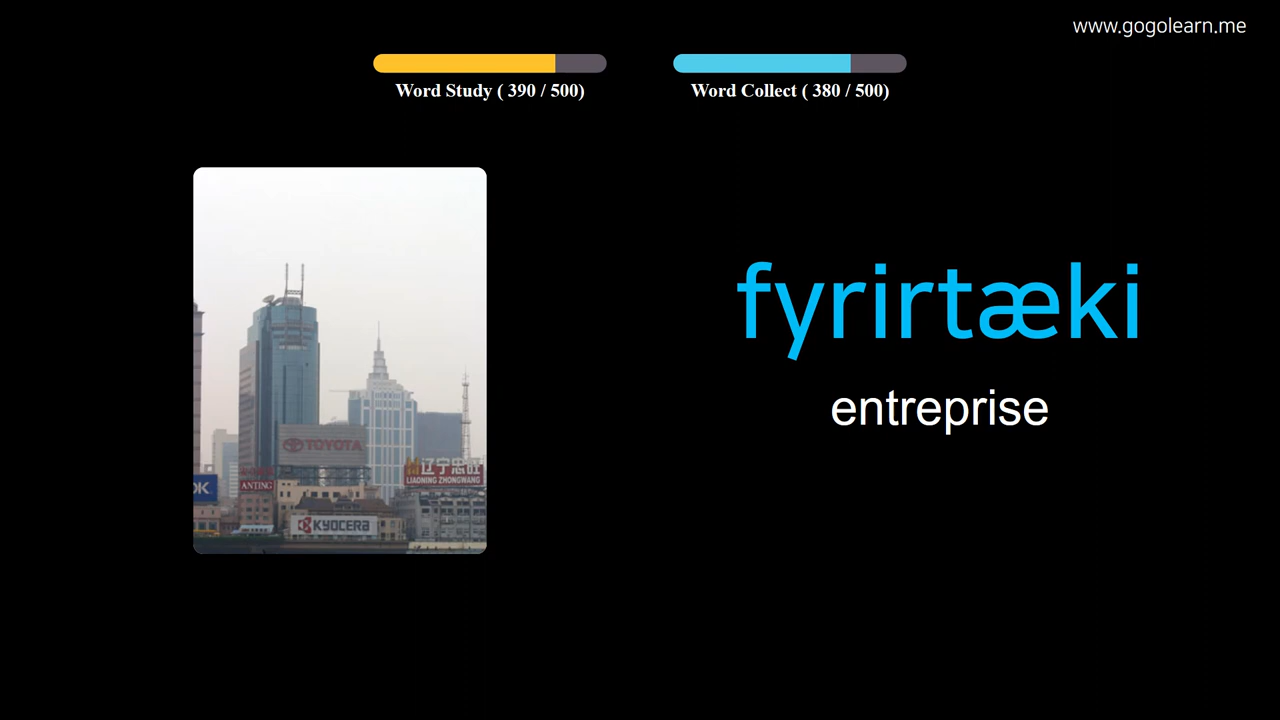 www.gogolearn.me
Word Study ( 390 / 500)
Word Collect ( 380 / 500)
fyrirtæki
entreprise
TOYOTA
辽宁忠旺
LIAONING ZHONGWANG
OK
ANTING
KYOCERA